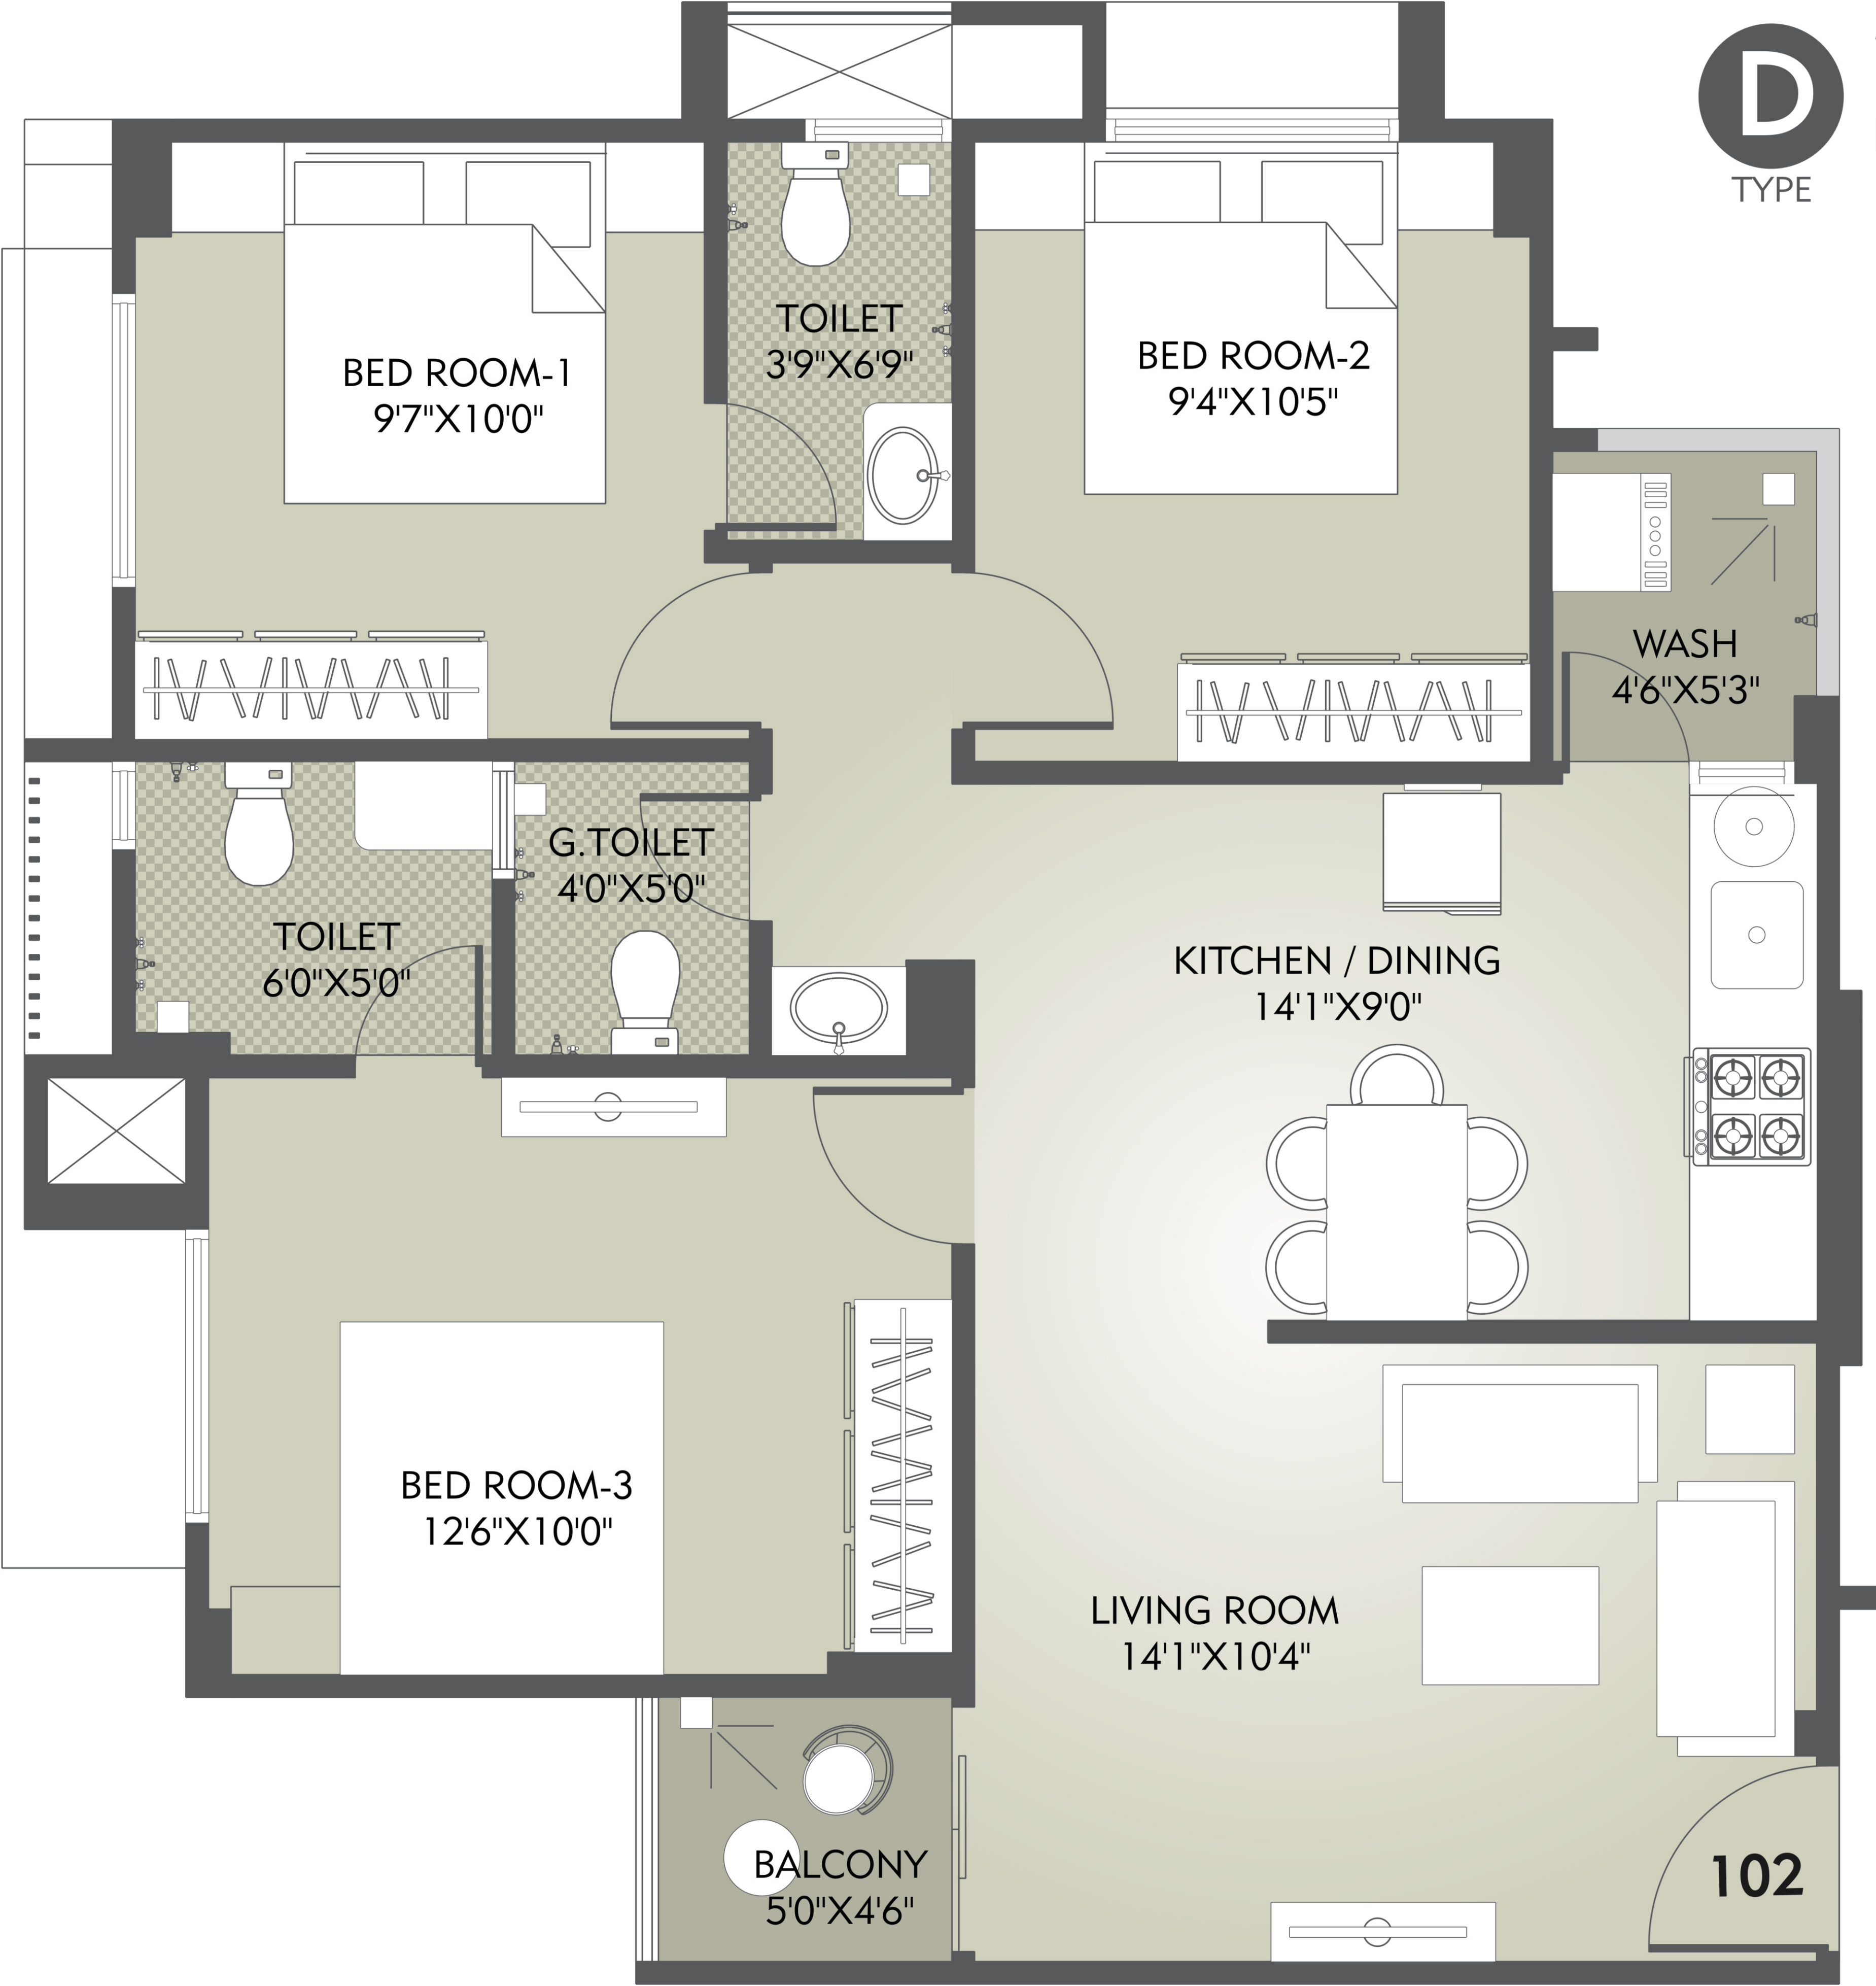 D
TYPE
TOILET
3'9"X6'9"
BED ROOM-1
9'7"X10'0"
BED ROOM-2
9'4"X10'5"
WASH
4'6"X5'3"
G.TOILET
4'0"X5'0"
TOILET
6'0"X5'0"
KITCHEN / DINING
14'1"X9'0"
BED ROOM-3
12'6"X10'0"
LIVING ROOM
14'1"X10'4"
BALCONY
5'0"X4'6"
102